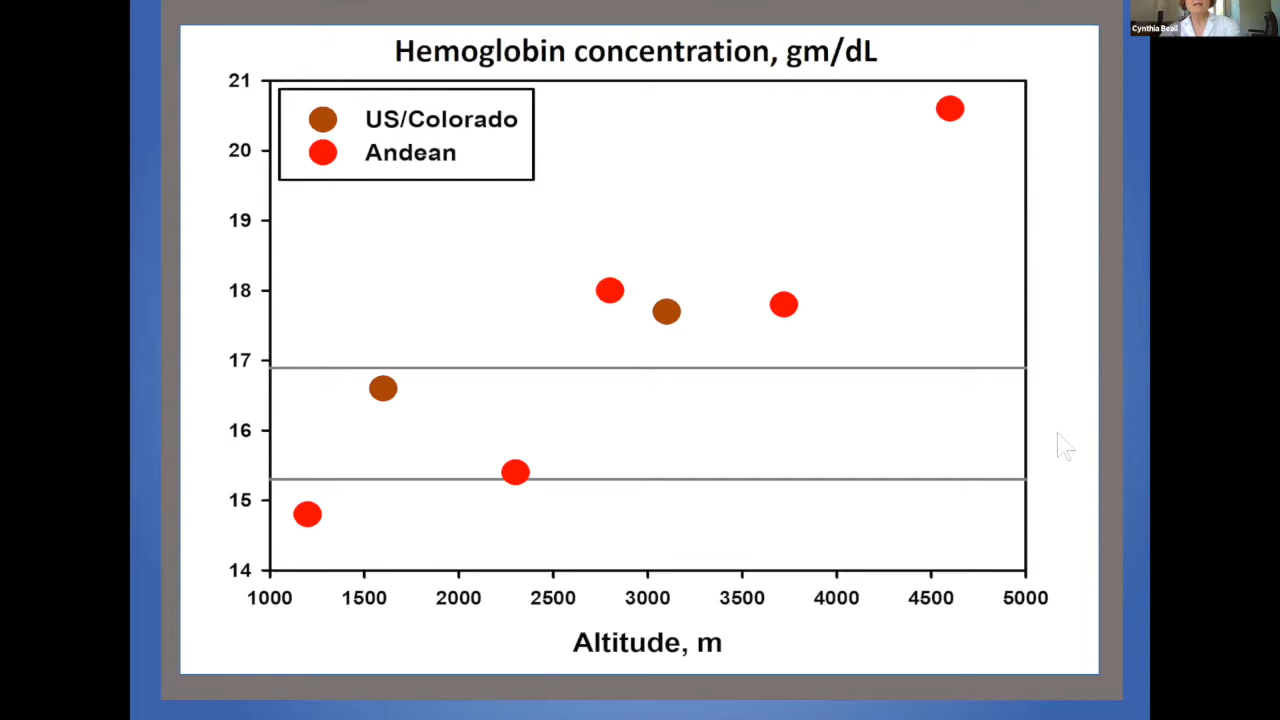 Cynthia Beall
Hemoglobin concentration, gm/dL
US/Colorado
Andean
21
20
19
18
17
16
15
14
1000 1500 2000 2500 3000 3500 4000 4500 5000
Altitude, m